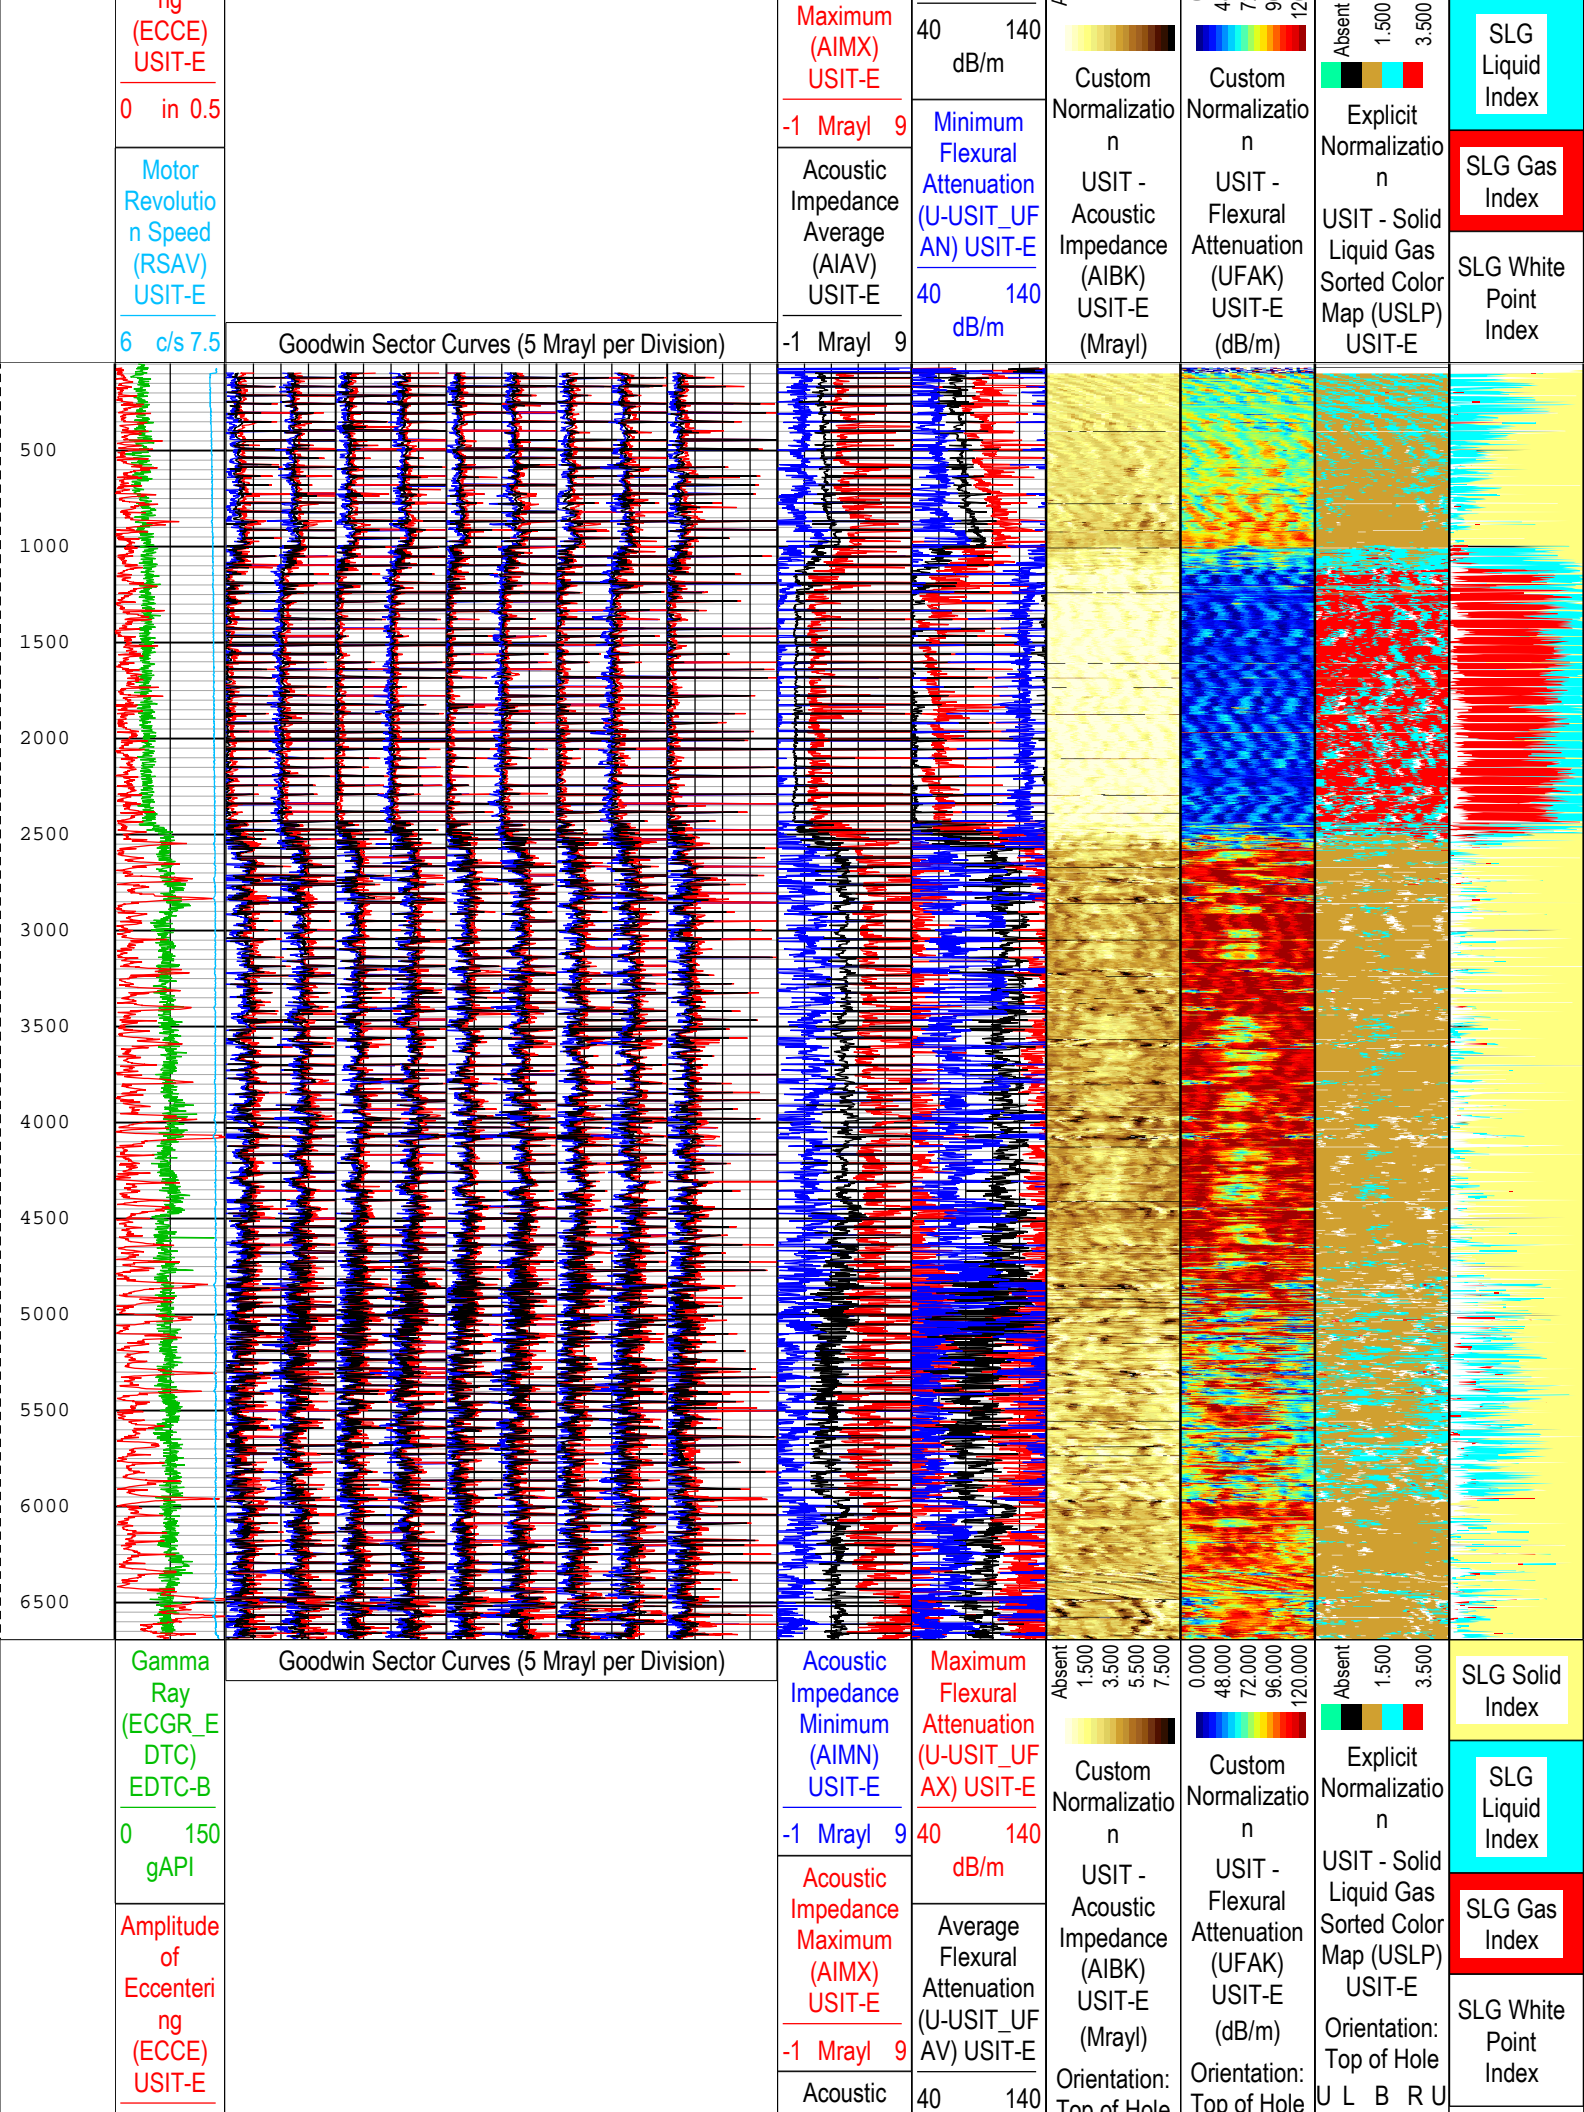 ng
(ECCE)
USIT-E
0 in 0.5
Motor
Revolutio
n Speed
(RSAV)
USIT-E
6 c/s 7.5
Goodwin Sector Curves (5 Mrayl per Division)
Maximum
(AIMX)
USIT-E
-1 Mrayl 9
Acoustic
Impedance
Average
(AIAV)
USIT-E
-1 Mrayl 9
40 140
dB/m
Minimum
Flexural
Attenuation
(U-USIT_UF
AN) USIT-E
40 140
dB/m
Custom
Normalizatio
n
USIT -
Acoustic
Impedance
(AIBK)
USIT-E
(Mrayl)
Custom
Normalizatio
n
USIT -
Flexural
Attenuation
(UFAK)
USIT-E
(dB/m)
Absent
1.500
3.500
Explicit
Normalizatio
n
USIT - Solid
Liquid Gas
Sorted Color
Map (USLP)
USIT-E
SLG
Liquid
Index
SLG Gas
Index
SLG White
Point
Index
500
1000
1500
2000
2500
3000
3500
4000
4500
5000
5500
6000
6500
Gamma
Ray
(ECGR_E
DTC)
EDTC-B
0 150
gAPI
Amplitude
of
Eccenteri
ng
(ECCE)
USIT-E
Goodwin Sector Curves (5 Mrayl per Division)
Acoustic
Impedance
Minimum
(AIMN)
USIT-E
-1 Mrayl 9
Acoustic
Impedance
Maximum
(AIMX)
USIT-E
-1 Mrayl 9
Acoustic
Maximum
Flexural
Attenuation
(U-USIT_UF
AX) USIT-E
40 140
dB/m
Average
Flexural
Attenuation
(U-USIT_UF
AV) USIT-E
40 140
Absent
1.500
3.500
5.500
7.500
Custom
Normalizatio
n
USIT -
Acoustic
Impedance
(AIBK)
USIT-E
(Mrayl)
Orientation:
Top of Hole
0.000
48.000
72.000
96.000
120.000
Custom
Normalizatio
n
USIT -
Flexural
Attenuation
(UFAK)
USIT-E
(dB/m)
Orientation:
Top of Hole
Absent
1.500
3.500
Explicit
Normalizatio
n
USIT - Solid
Liquid Gas
Sorted Color
Map (USLP)
USIT-E
Orientation:
Top of Hole
U L B R U
SLG Solid
Index
SLG
Liquid
Index
SLG Gas
Index
SLG White
Point
Index